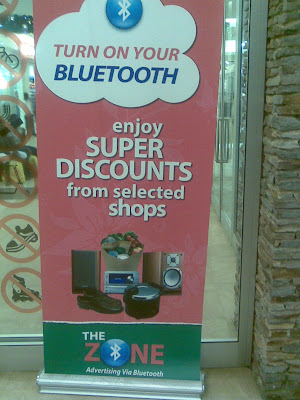 TURN ON YOUR
BLUETOOTH
enjoy
SUPER
DISCOUNTS
from selected
shops
THE
ZONE
Advertising Via Bluetooth